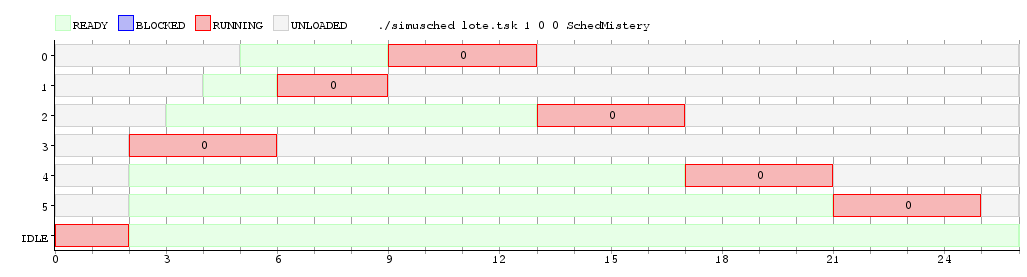 READY BLOCKED RUNNING UNLOADED ./simusched lote.tsk 1 0 0 SchedMistery
0 0
1 0
2 0
3 0
4 0
5 0
IDLE
0 3 6 9 12 15 18 21 24